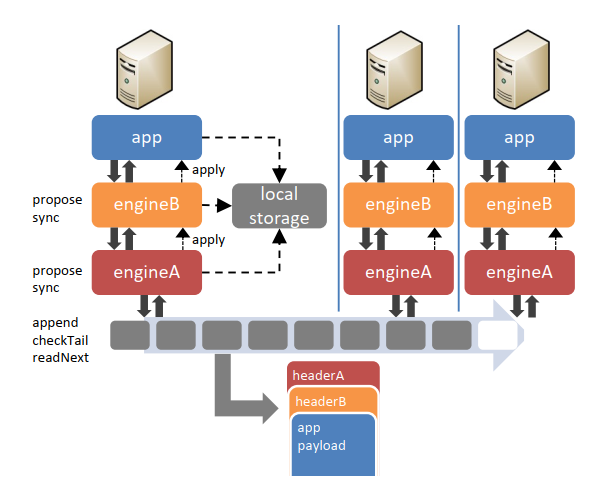 app
app
app
apply
propose
sync
engineB
local
storage
engineB
engineB
apply
propose
sync
engineA
engineA
engineA
append
checkTail
readNext
headerA
headerB
app
payload